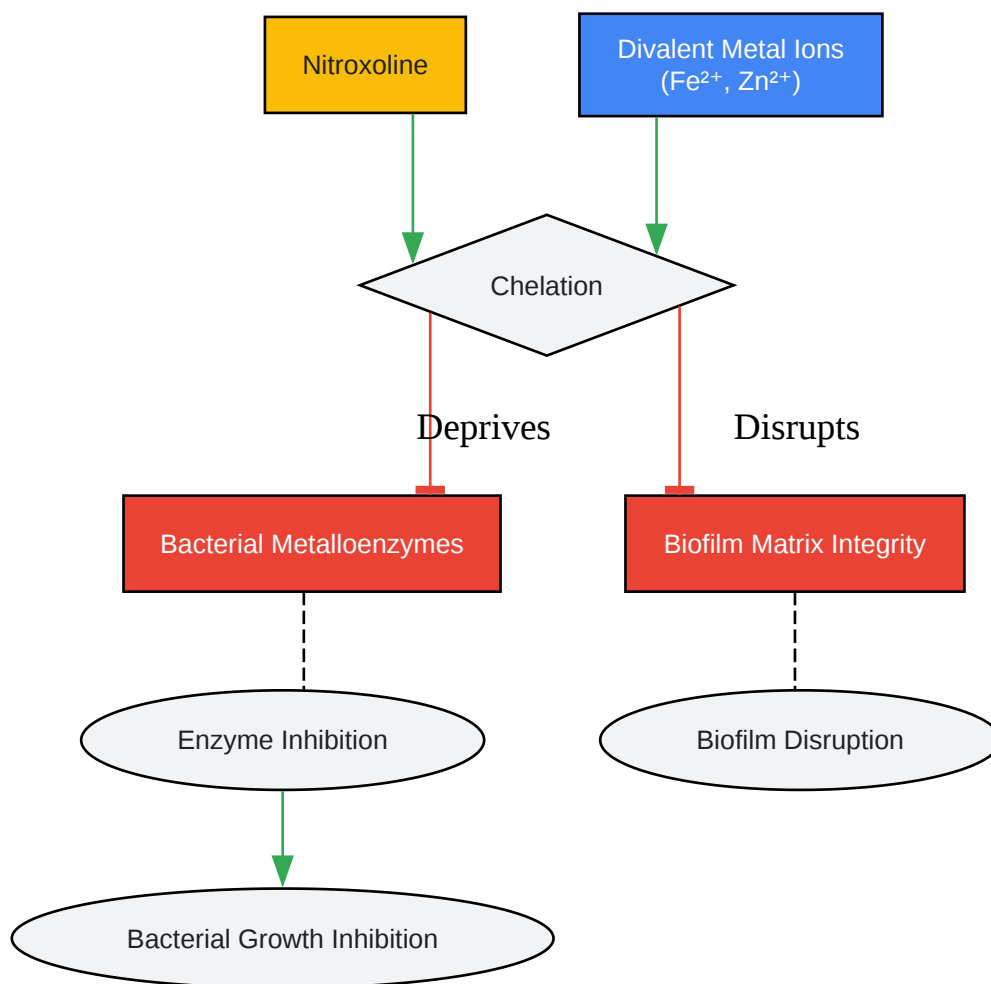 Nitroxoline
Divalent Metal Ions
(Fe²⁺, Zn²⁺)
Chelation
Deprives
Disrupts
Bacterial Metalloenzymes
Biofilm Matrix Integrity
Enzyme Inhibition
Biofilm Disruption
Bacterial Growth Inhibition